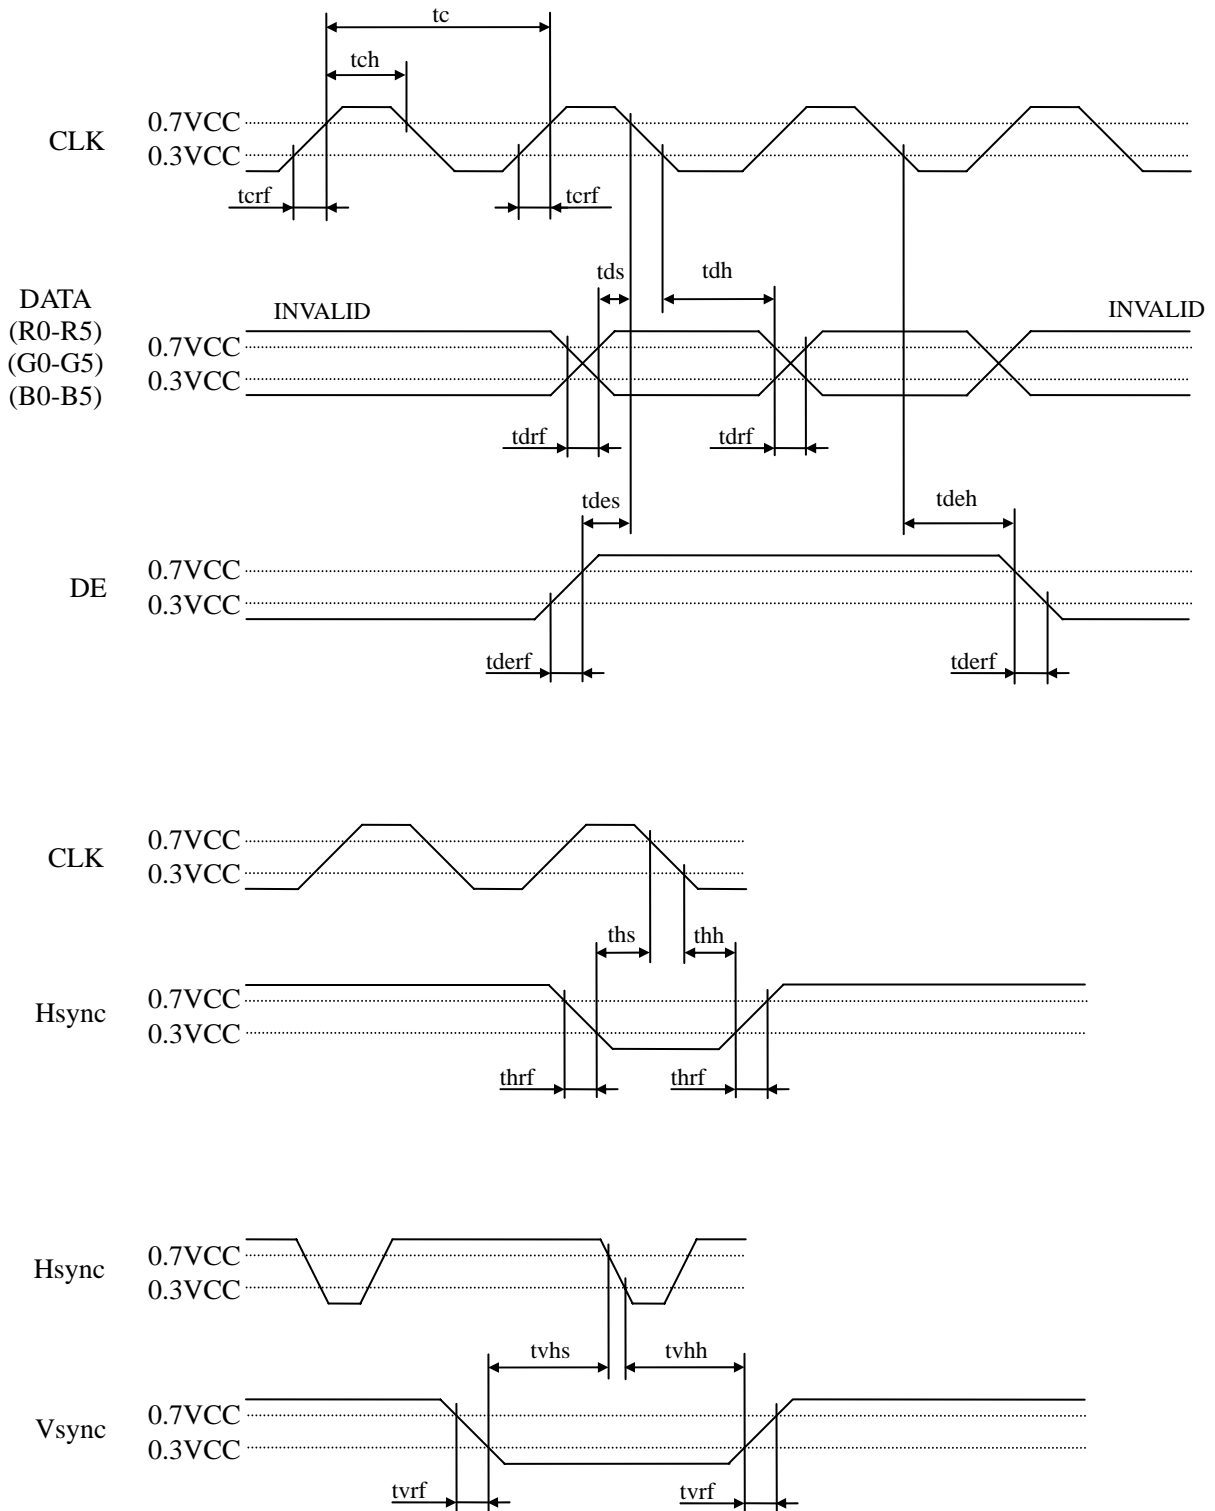 tc
tch
0.7VCC
CLK
0.3VCC
tcrf
tcrf
tds
tdh
DATA
(R0-R5)
(G0-G5)
(B0-B5)
INVALID
INVALID
0.7VCC
0.3VCC
tdrf
tdrf
tdes
tdeh
0.7VCC
DE
0.3VCC
tderf
tderf
0.7VCC
CLK
0.3VCC
ths
thh
0.7VCC
Hsync
0.3VCC
thrf
thrf
0.7VCC
Hsync
0.3VCC
tvhs
tvhh
0.7VCC
Vsync
0.3VCC
tvrf
tvrf